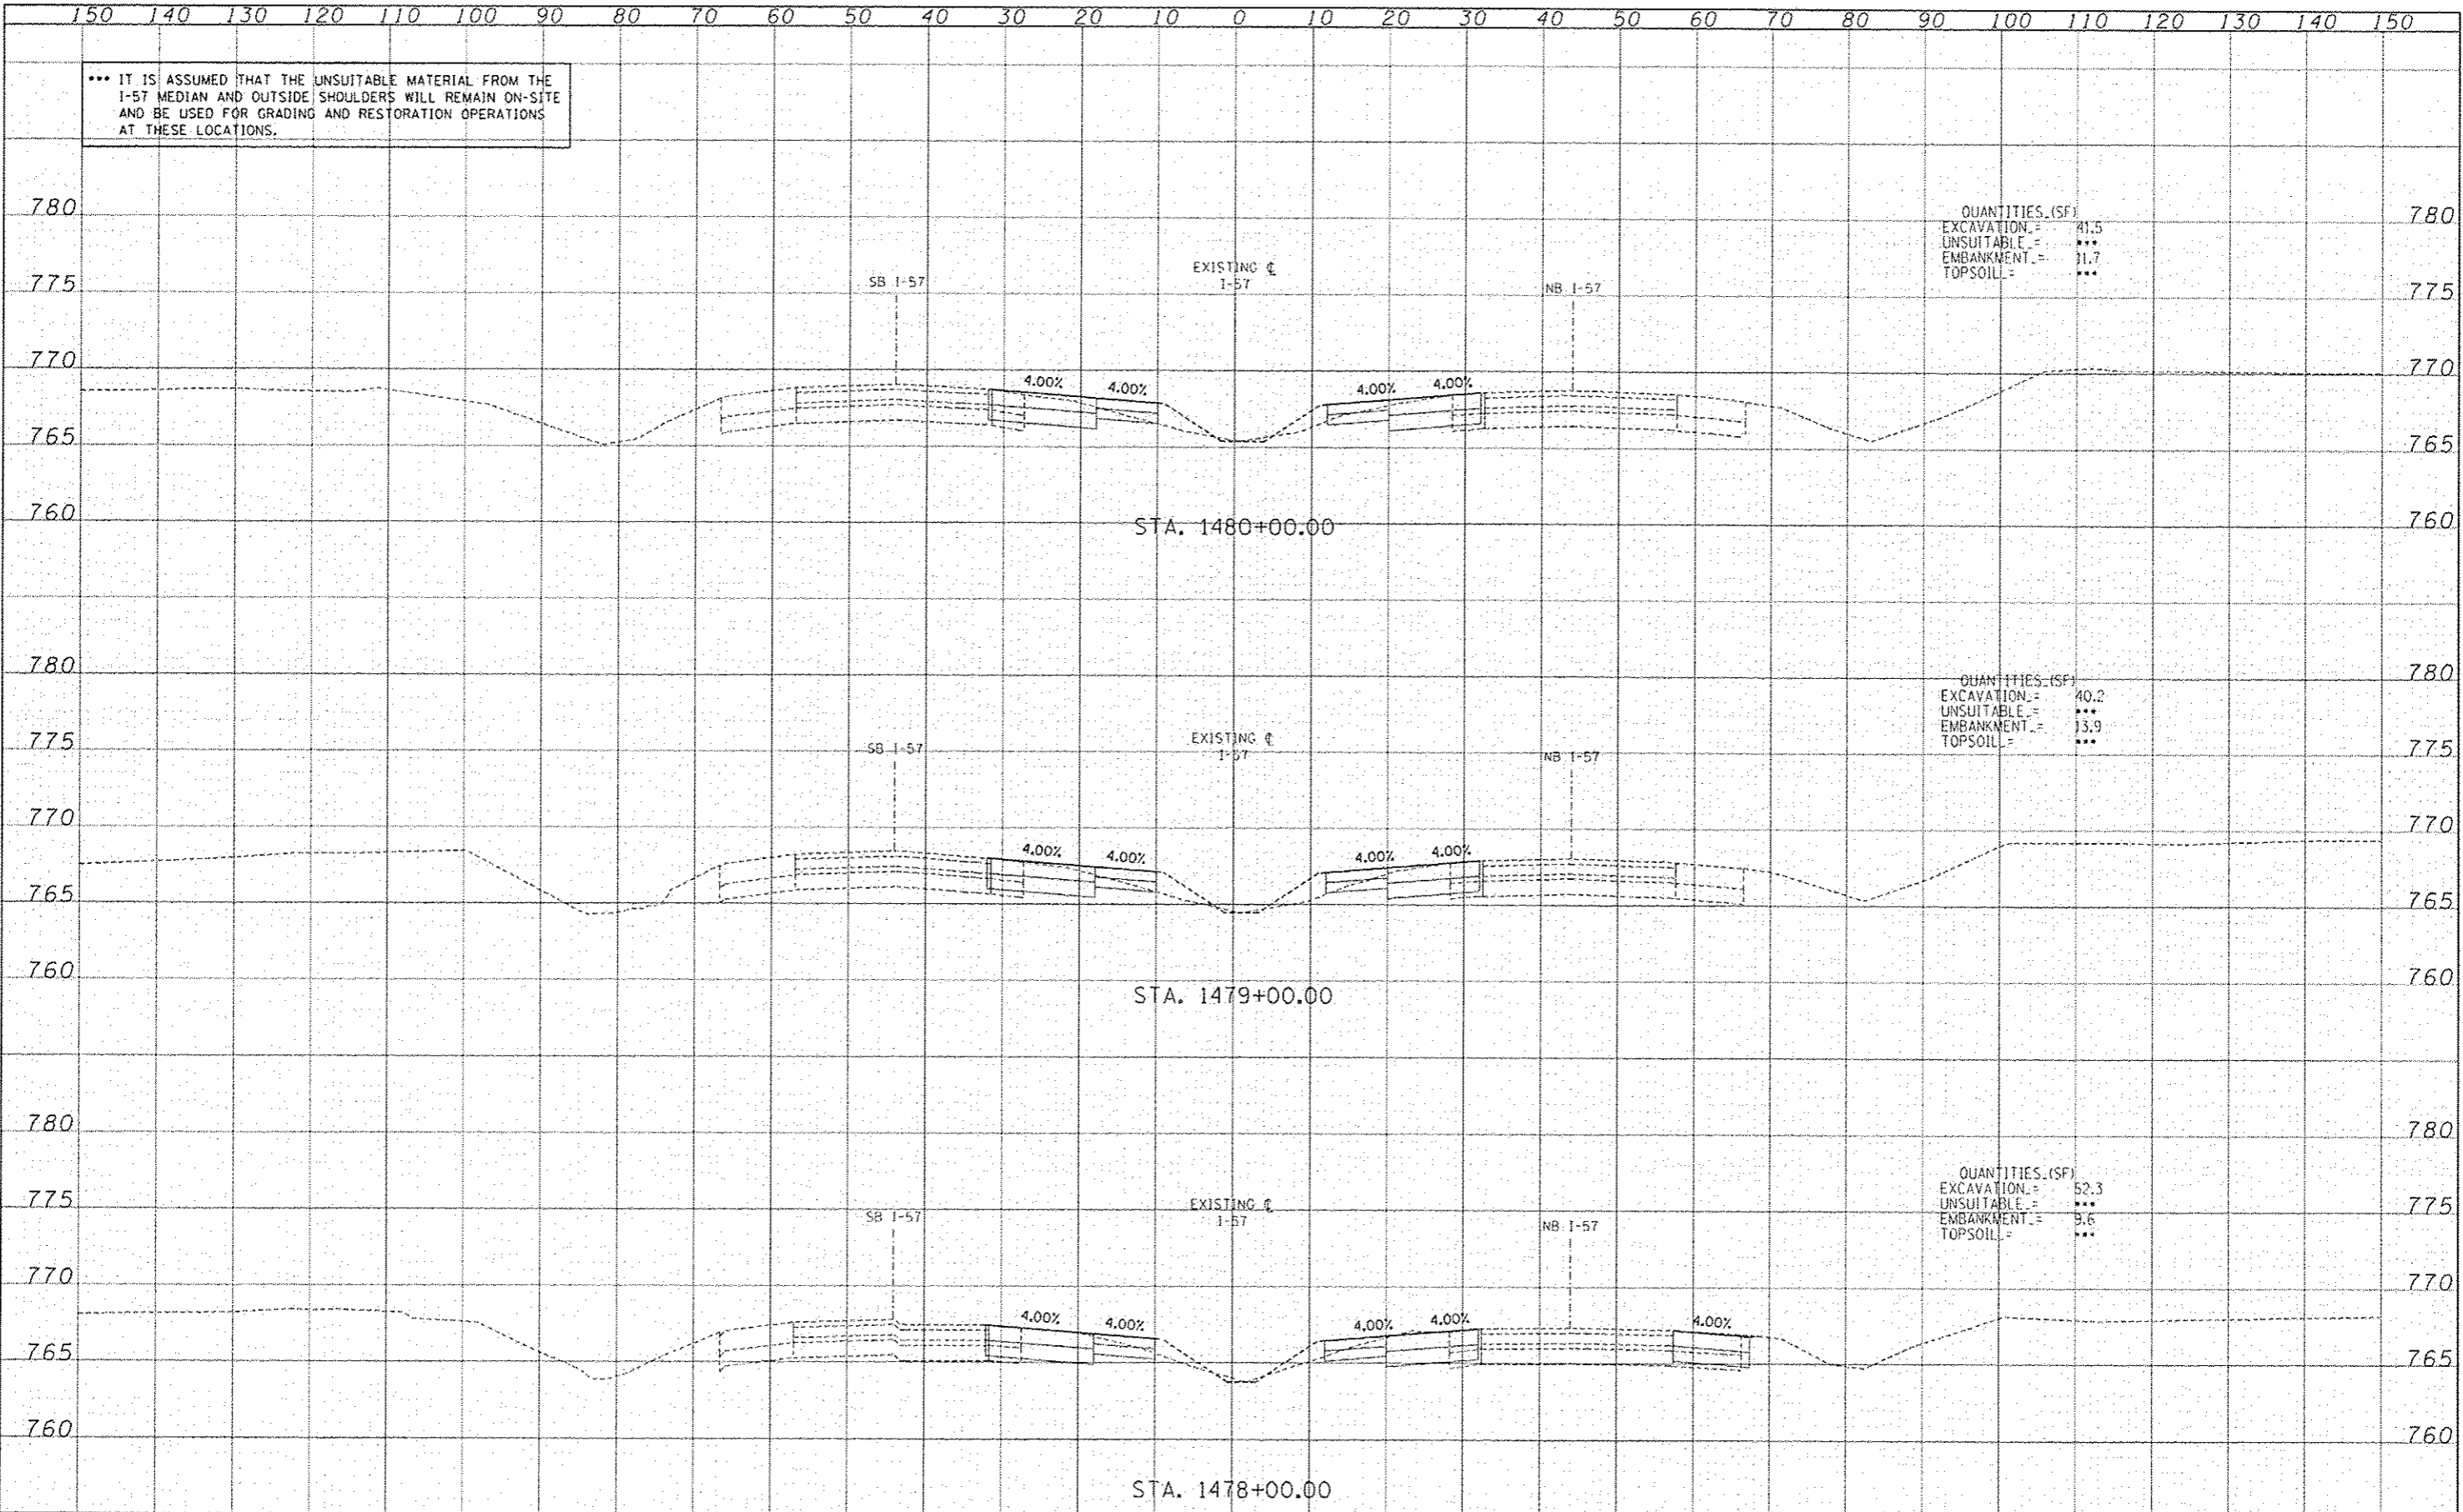 150 140 130 120 110 100 90 80 70 60 50 40 30 20 10 0 10 20 30 40 50 60 70 80 90 100 110 120 130 140 150
*** IT IS ASSUMED THAT THE UNSUITABLE MATERIAL FROM THE
I-57 MEDIAN AND OUTSIDE SHOULDERS WILL REMAIN ON-SITE
AND BE USED FOR GRADING AND RESTORATION OPERATIONS
AT THESE LOCATIONS.
780 780
QUANTITIES (SF)
EXCAVATION = 41.5
UNSUITABLE = ***
EMBANKMENT = 11.7
TOPSOIL = ***
775 775
SB I-57
EXISTING ℄
I-57
NB I-57
770 770
4.00% 4.00% 4.00% 4.00%
765 765
760 760
STA. 1480+00.00
780 780
QUANTITIES (SF)
EXCAVATION = 40.2
UNSUITABLE = ***
EMBANKMENT = 13.9
TOPSOIL = ***
775 775
SB I-57
EXISTING ℄
I-57
NB I-57
770 770
4.00% 4.00% 4.00% 4.00%
765 765
760 760
STA. 1479+00.00
780 780
QUANTITIES (SF)
EXCAVATION = 52.3
UNSUITABLE = ***
EMBANKMENT = 9.6
TOPSOIL = ***
775 775
SB I-57
EXISTING ℄
I-57
NB I-57
770 770
4.00% 4.00% 4.00% 4.00% 4.00%
765 765
760 760
STA. 1478+00.00